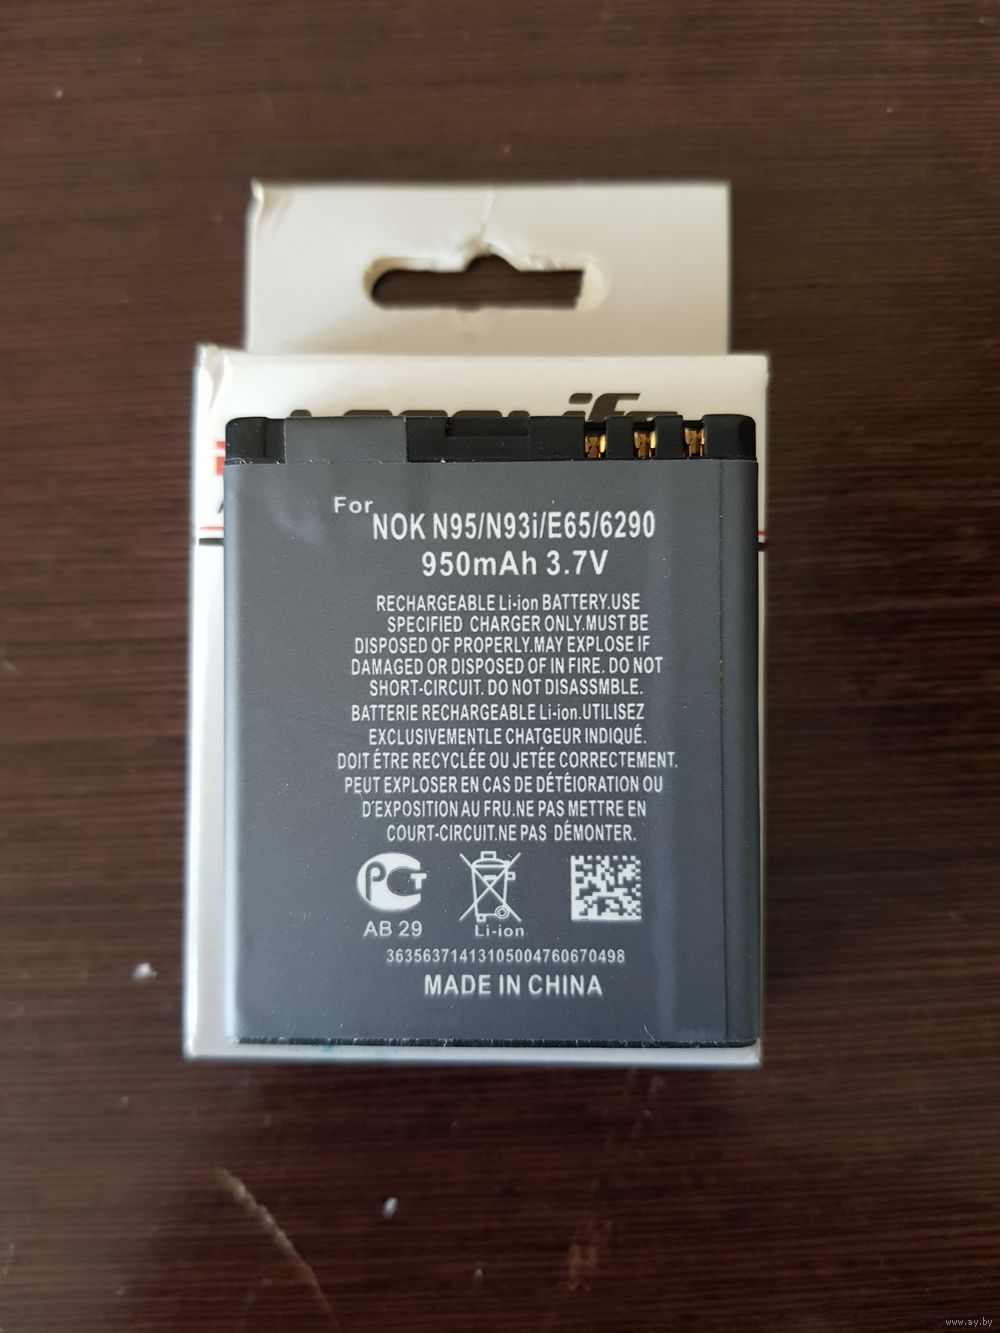 For
NOK N95/N93i/E65/6290
950mAh 3.7V
RECHARGEABLE Li-ion BATTERY.USE
SPECIFIED CHARGER ONLY.MUST BE
DISPOSED OF PROPERLY.MAY EXPLOSE IF
DAMAGED OR DISPOSED OF IN FIRE. DO NOT
SHORT-CIRCUIT. DO NOT DISASSMBLE.
BATTERIE RECHARGEABLE Li-ion.UTILISEZ
EXCLUSIVEMENTLE CHATGEUR INDIQUÉ.
DOIT ÉTRE RECYCLÉE OU JETÉE CORRECTEMENT.
PEUT EXPLOSER EN CAS DE DÉTÉIORATION OU
D'EXPOSITION AU FRU.NE PAS METTRE EN
COURT-CIRCUIT.NE PAS DÉMONTER.
РСТ
AB 29
Li-ion
36356371413105004760670498
MADE IN CHINA
www.ay.by